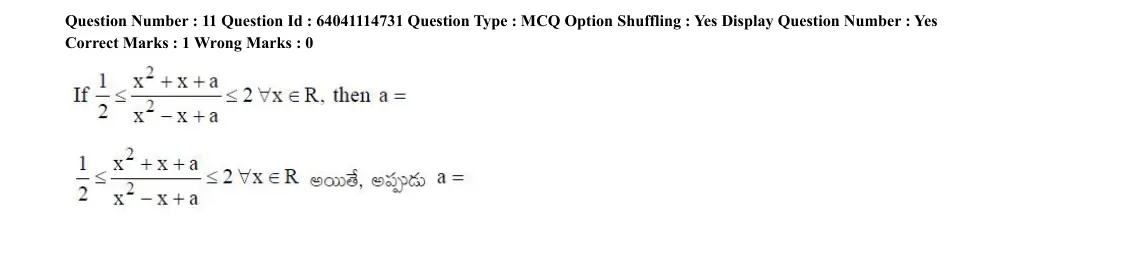 Question Number : 11 Question Id : 64041114731 Question Type : MCQ Option Shuffling : Yes Display Question Number : Yes
Correct Marks : 1 Wrong Marks : 0
If 1/2 ≤ (x² + x + a)/(x² − x + a) ≤ 2 ∀x ∈ R, then a =
1/2 ≤ (x² + x + a)/(x² − x + a) ≤ 2 ∀x ∈ R అయితే, అప్పుడు a =